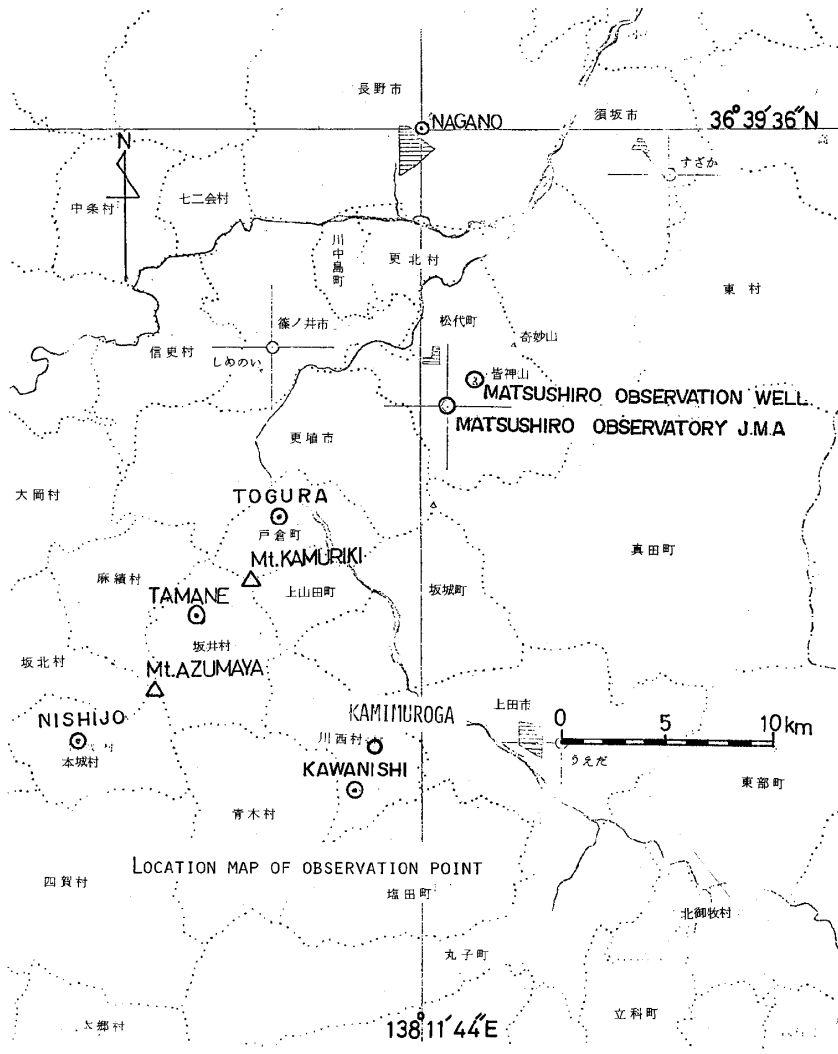 長野市
須坂市
NAGANO
36°39′36″N
N
すざか
七二会村
中条村
川中島町
更北村
東村
篠ノ井市
松代町
奇妙山
信更村
しめのい
皆神山
MATSUSHIRO OBSERVATION WELL
MATSUSHIRO OBSERVATORY J.M.A
更埴市
大岡村
TOGURA
戸倉町
真田町
Mt.KAMURIKI
麻績村
上山田町
坂城町
TAMANE
坂井村
坂北村
Mt.AZUMAYA
KAMIMUROGA
上田市
0 5 10 km
NISHIJO
川西村
本城村
うえだ
KAWANISHI
東部町
青木村
LOCATION MAP OF OBSERVATION POINT
四賀村
塩田町
北御牧村
丸子町
138°11′44″E
立科町